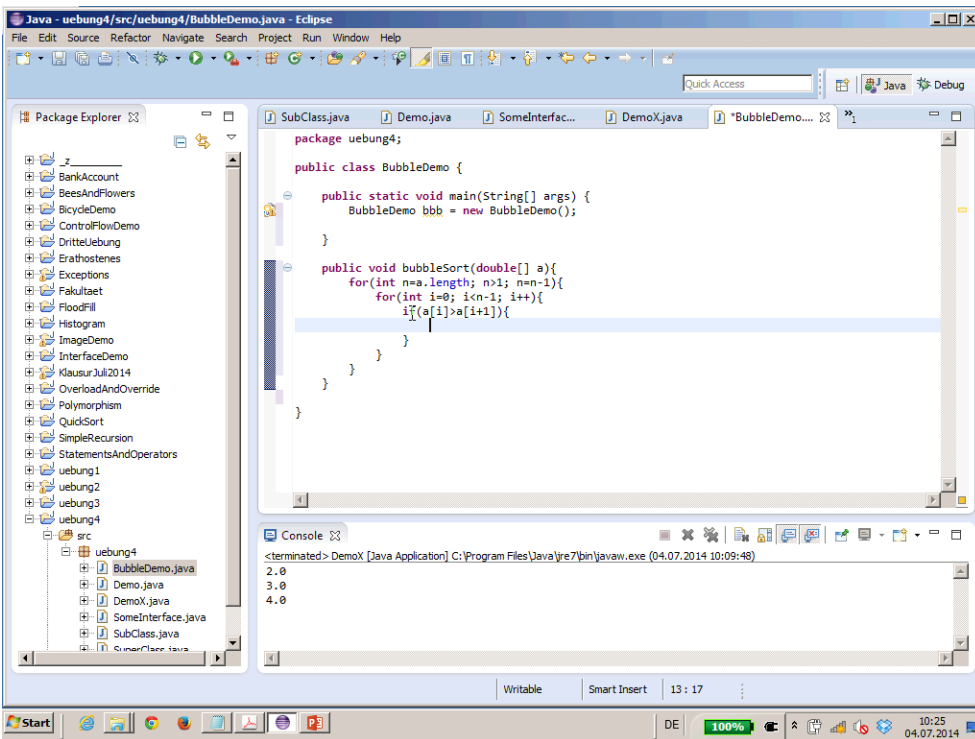 Java - uebung4/src/uebung4/BubbleDemo.java - Eclipse
File Edit Source Refactor Navigate Search Project Run Window Help
Quick Access
Java
Debug
Package Explorer
_z________
BankAccount
BeesAndFlowers
BicycleDemo
ControlFlowDemo
DritteUebung
Erathostenes
Exceptions
Fakultaet
FloodFill
Histogram
ImageDemo
InterfaceDemo
KlausurJuli2014
OverloadAndOverride
Polymorphism
QuickSort
SimpleRecursion
StatementsAndOperators
uebung1
uebung2
uebung3
uebung4
src
uebung4
BubbleDemo.java
Demo.java
DemoX.java
SomeInterface.java
SubClass.java
SuperClass.java
SubClass.java Demo.java SomeInterfac... DemoX.java *BubbleDemo.... »1
package uebung4;
public class BubbleDemo {
public static void main(String[] args) {
BubbleDemo bbb = new BubbleDemo();
}
public void bubbleSort(double[] a){
for(int n=a.length; n>1; n=n-1){
for(int i=0; i<n-1; i++){
if(a[i]>a[i+1]){
}
}
}
}
}
Console
<terminated> DemoX [Java Application] C:\Program Files\Java\jre7\bin\javaw.exe (04.07.2014 10:09:48)
2.0
3.0
4.0
Writable Smart Insert 13 : 17
Start DE 100% 10:25
04.07.2014